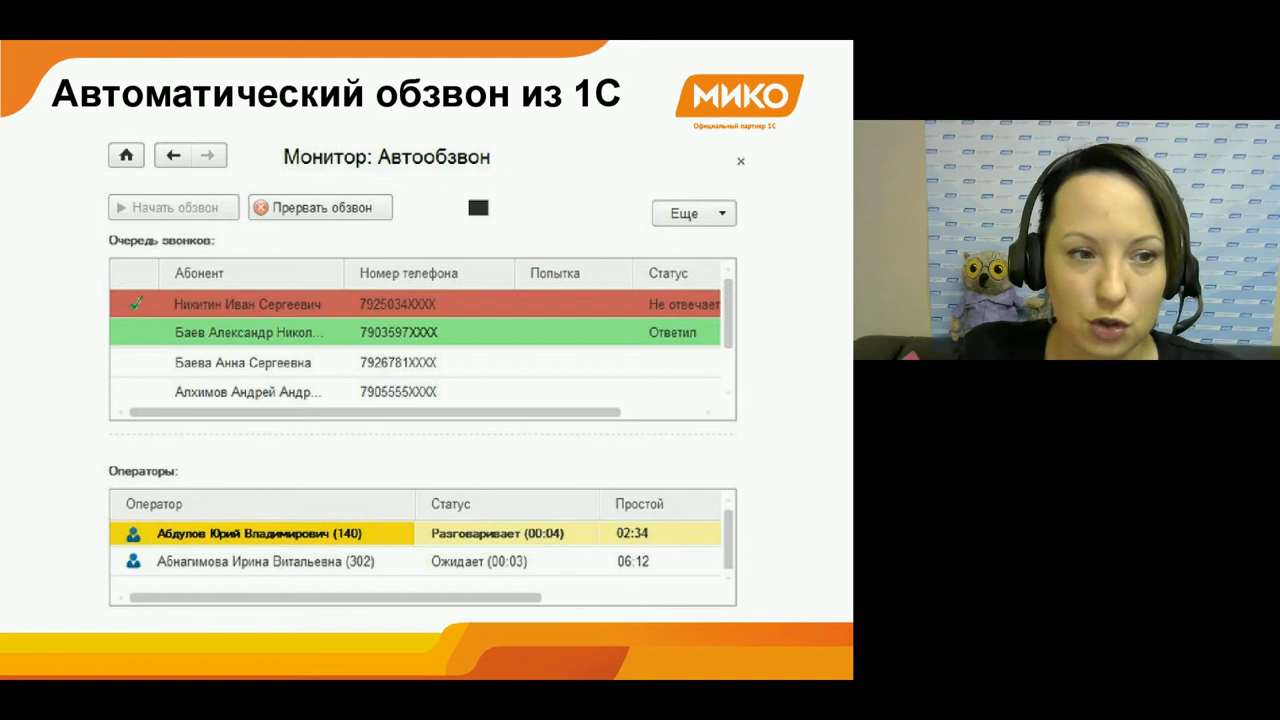 Автоматический обзвон из 1С
МИКО
Официальный партнер 1С
Монитор: Автообзвон
Начать обзвон
Прервать обзвон
Еще
Очередь звонков:
Абонент Номер телефона Попытка Статус
Никитин Иван Сергеевич 7925034XXXX Не отвечает
Баев Александр Никол... 7903597XXXX Ответил
Баева Анна Сергеевна 7926781XXXX
Алхимов Андрей Андр... 7905555XXXX
Операторы:
Оператор Статус Простой
Абдулов Юрий Владимирович (140) Разговаривает (00:04) 02:34
Абнагимова Ирина Витальевна (302) Ожидает (00:03) 06:12